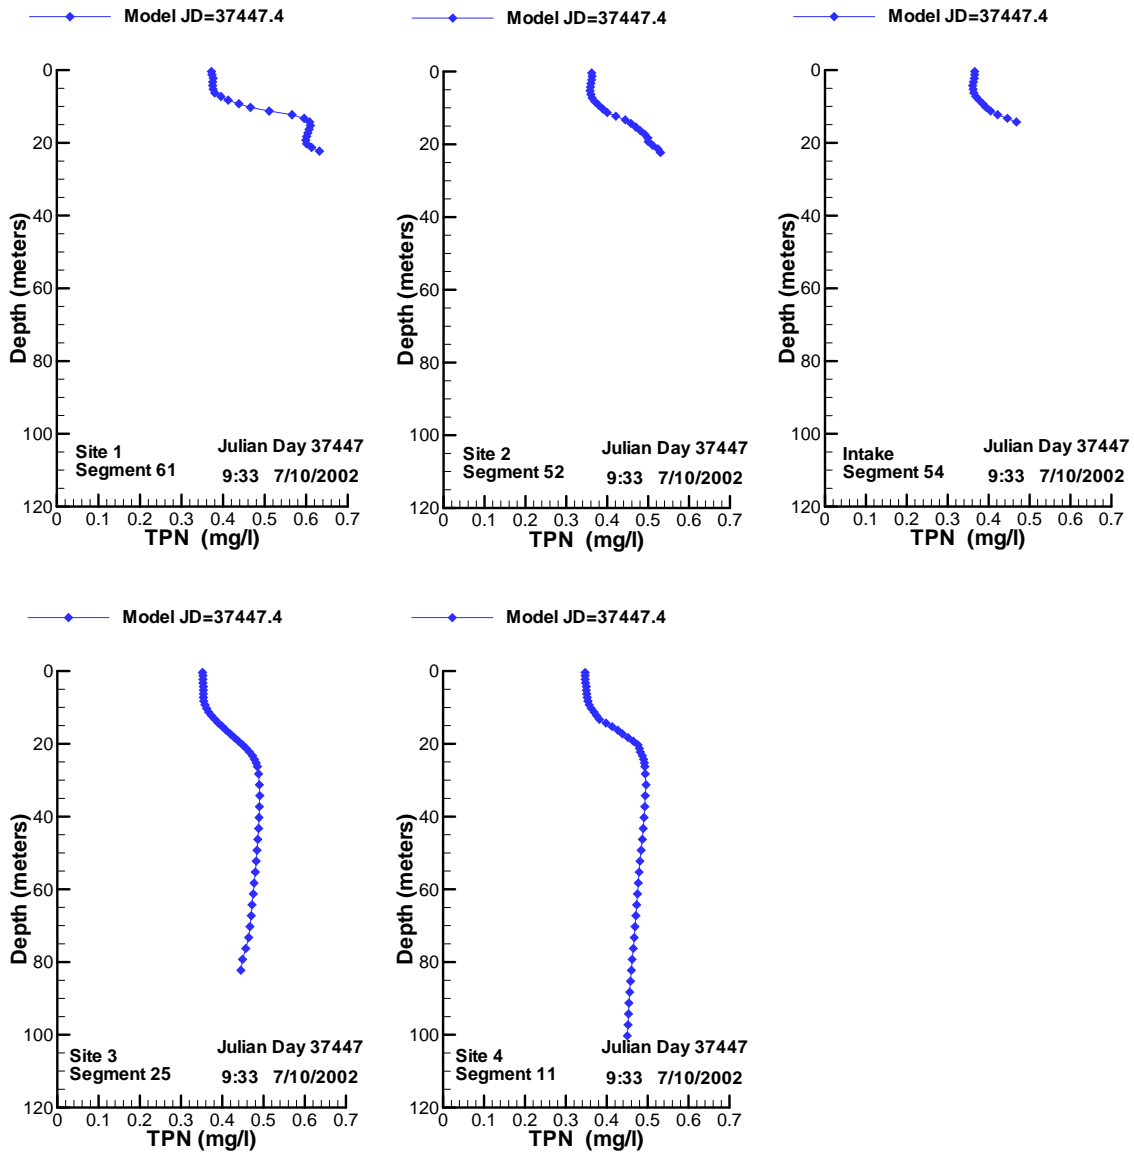 Model JD=37447.4
0
20
40
60
80
100
120
Depth (meters)
Site 1
Segment 61
Julian Day 37447
9:33 7/10/2002
0 0.1 0.2 0.3 0.4 0.5 0.6 0.7
TPN (mg/l)
Model JD=37447.4
0
20
40
60
80
100
120
Depth (meters)
Site 2
Segment 52
Julian Day 37447
9:33 7/10/2002
0 0.1 0.2 0.3 0.4 0.5 0.6 0.7
TPN (mg/l)
Model JD=37447.4
0
20
40
60
80
100
120
Depth (meters)
Intake
Segment 54
Julian Day 37447
9:33 7/10/2002
0 0.1 0.2 0.3 0.4 0.5 0.6 0.7
TPN (mg/l)
Model JD=37447.4
0
20
40
60
80
100
120
Depth (meters)
Site 3
Segment 25
Julian Day 37447
9:33 7/10/2002
0 0.1 0.2 0.3 0.4 0.5 0.6 0.7
TPN (mg/l)
Model JD=37447.4
0
20
40
60
80
100
120
Depth (meters)
Site 4
Segment 11
Julian Day 37447
9:33 7/10/2002
0 0.1 0.2 0.3 0.4 0.5 0.6 0.7
TPN (mg/l)